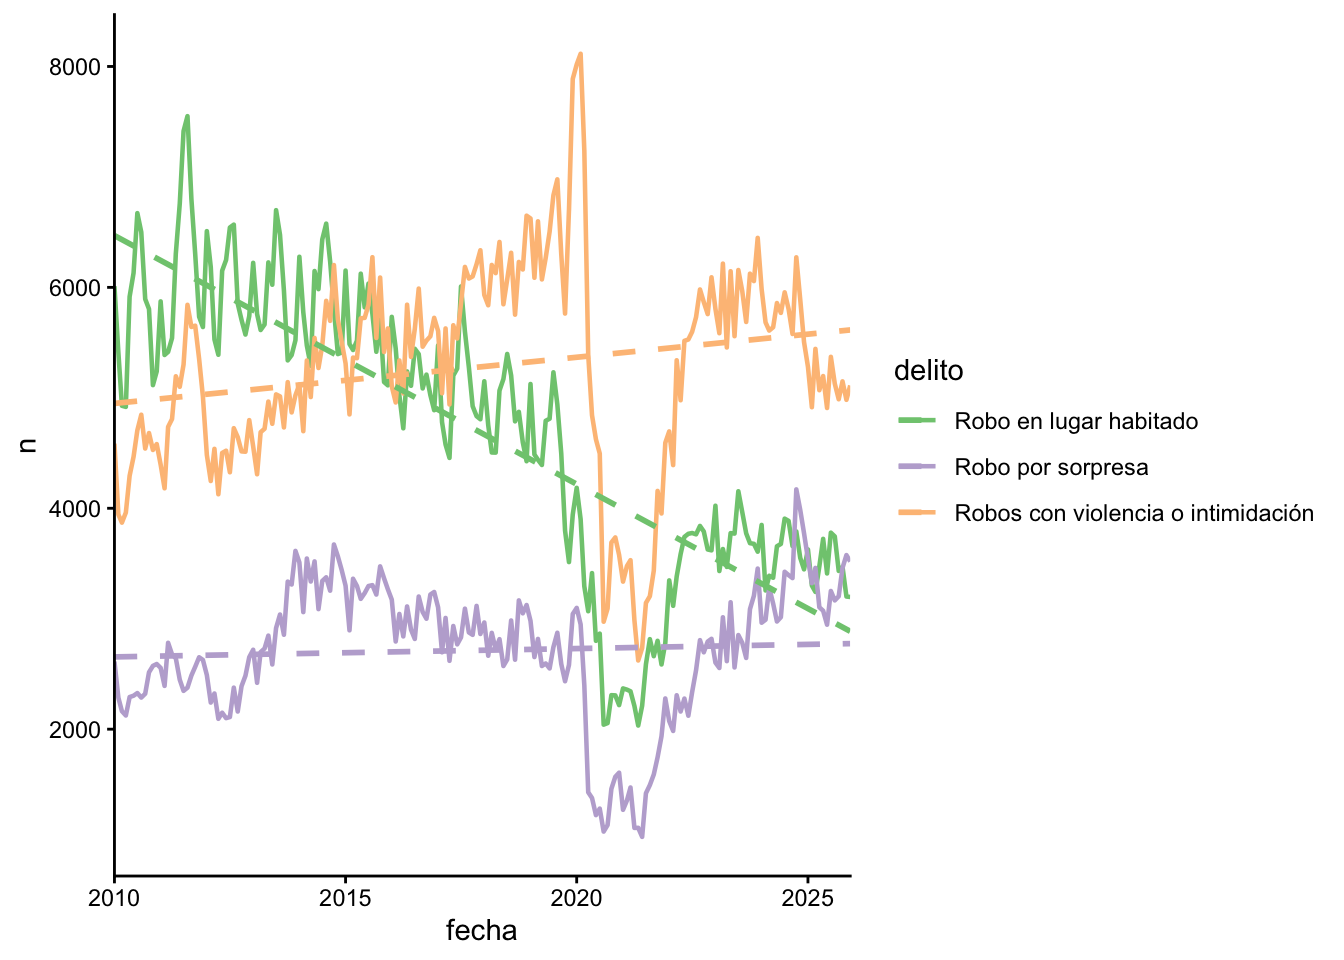 8000
6000
4000
2000
n
2010
2015
2020
2025
fecha
delito
Robo en lugar habitado
Robo por sorpresa
Robos con violencia o intimidación